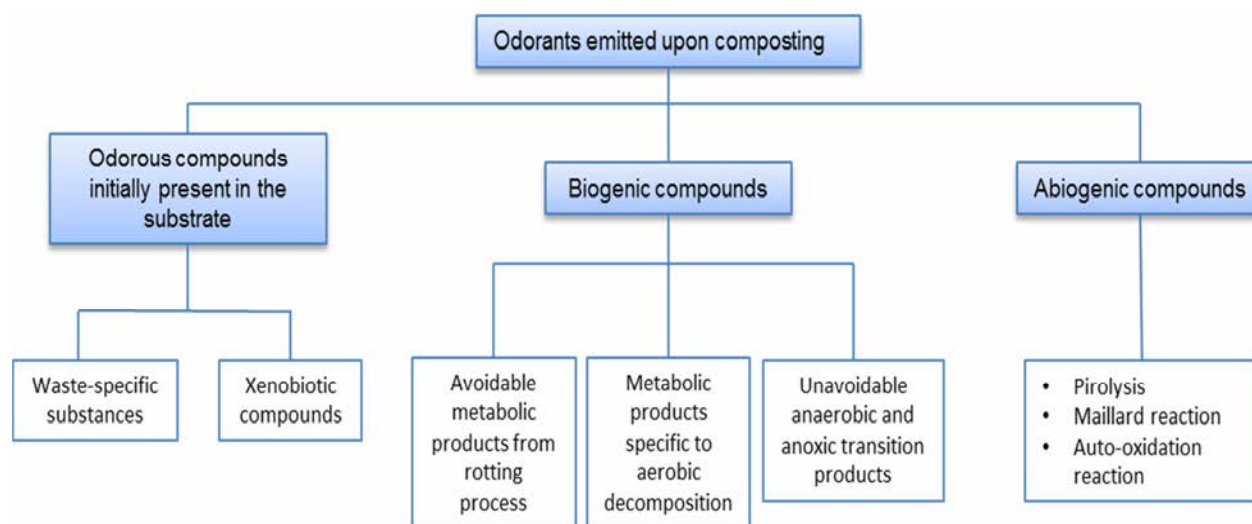 Odorants emitted upon composting
Odorous compounds
initially present in the
substrate
Biogenic compounds
Abiogenic compounds
Waste-specific
substances
Xenobiotic
compounds
Avoidable
metabolic
products from
rotting
process
Metabolic
products
specific to
aerobic
decomposition
Unavoidable
anaerobic and
anoxic transition
products
• Pirolysis
• Maillard reaction
• Auto-oxidation
reaction